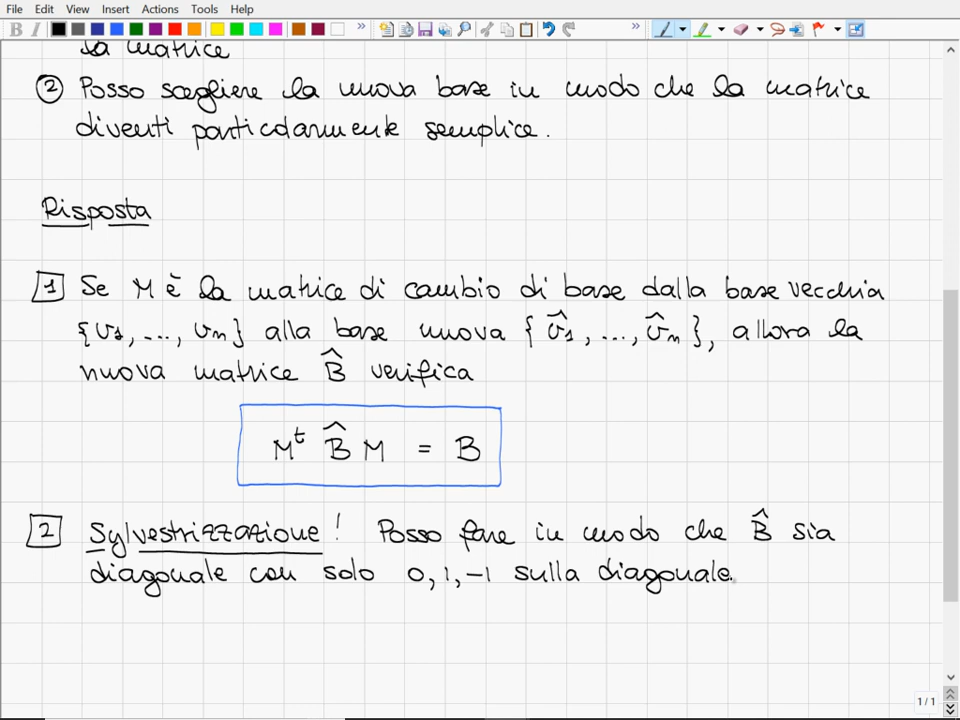 File Edit View Insert Actions Tools Help
B I
la matrice
② Posso scegliere la nuova base in modo che la matrice
diventi particolarmente semplice.
Risposta
1 Se M è la matrice di cambio di base dalla base vecchia
{v₁, ..., vₙ} alla base nuova {v̂₁, ..., v̂ₙ}, allora la
nuova matrice B̂ verifica
Mᵗ B̂ M = B
2 Sylvestrizzazione! Posso fare in modo che B̂ sia
diagonale con solo 0, 1, -1 sulla diagonale.
1/1